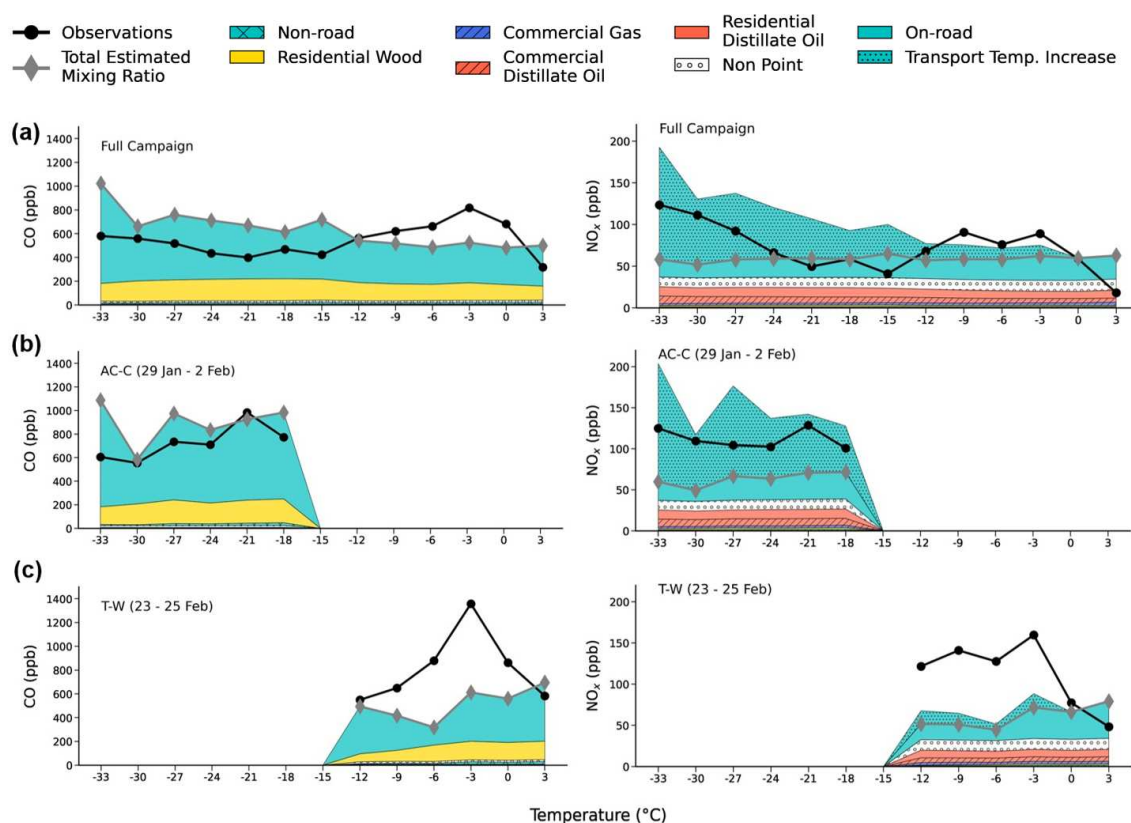 Observations
Total Estimated
Mixing Ratio
Non-road
Residential Wood
Commercial Gas
Commercial
Distillate Oil
Residential
Distillate Oil
Non Point
On-road
Transport Temp. Increase
(a)
Full Campaign
CO (ppb)
1400
1200
1000
800
600
400
200
0
-33 -30 -27 -24 -21 -18 -15 -12 -9 -6 -3 0 3
Full Campaign
NOx (ppb)
200
150
100
50
0
-33 -30 -27 -24 -21 -18 -15 -12 -9 -6 -3 0 3
(b)
AC-C (29 Jan - 2 Feb)
CO (ppb)
1400
1200
1000
800
600
400
200
0
-33 -30 -27 -24 -21 -18 -15 -12 -9 -6 -3 0 3
AC-C (29 Jan - 2 Feb)
NOx (ppb)
200
150
100
50
0
-33 -30 -27 -24 -21 -18 -15 -12 -9 -6 -3 0 3
(c)
T-W (23 - 25 Feb)
CO (ppb)
1400
1200
1000
800
600
400
200
0
-33 -30 -27 -24 -21 -18 -15 -12 -9 -6 -3 0 3
T-W (23 - 25 Feb)
NOx (ppb)
200
150
100
50
0
-33 -30 -27 -24 -21 -18 -15 -12 -9 -6 -3 0 3
Temperature (°C)